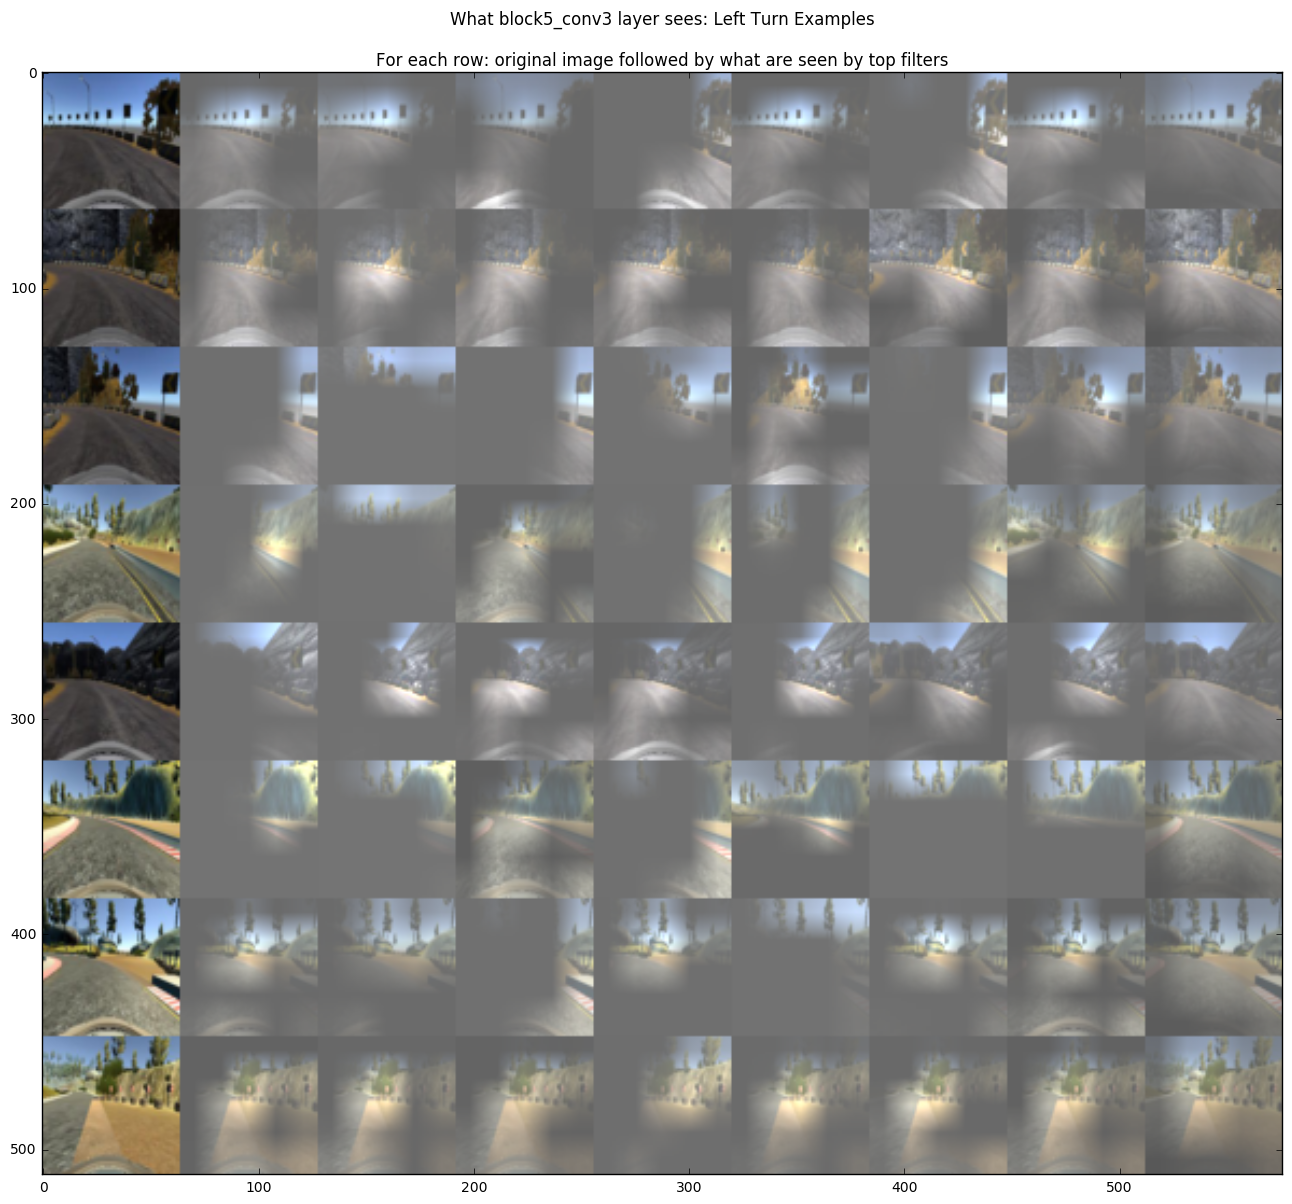 What block5_conv3 layer sees: Left Turn Examples
For each row: original image followed by what are seen by top filters
0
100
200
300
400
500
0 100 200 300 400 500